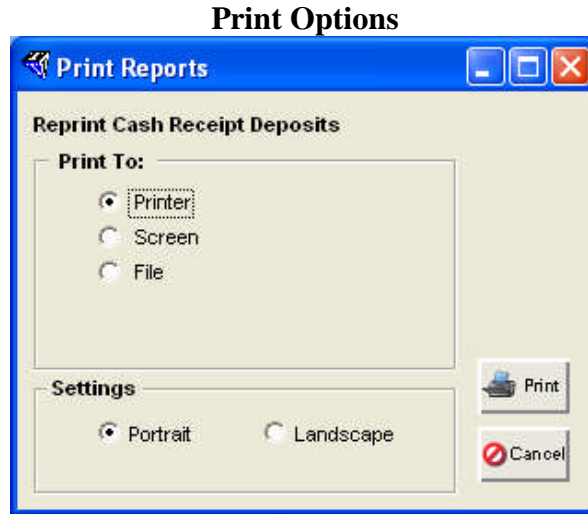 Print Options
Print Reports
Reprint Cash Receipt Deposits
Print To:
Printer
Screen
File
Settings
Portrait
Landscape
Print
Cancel